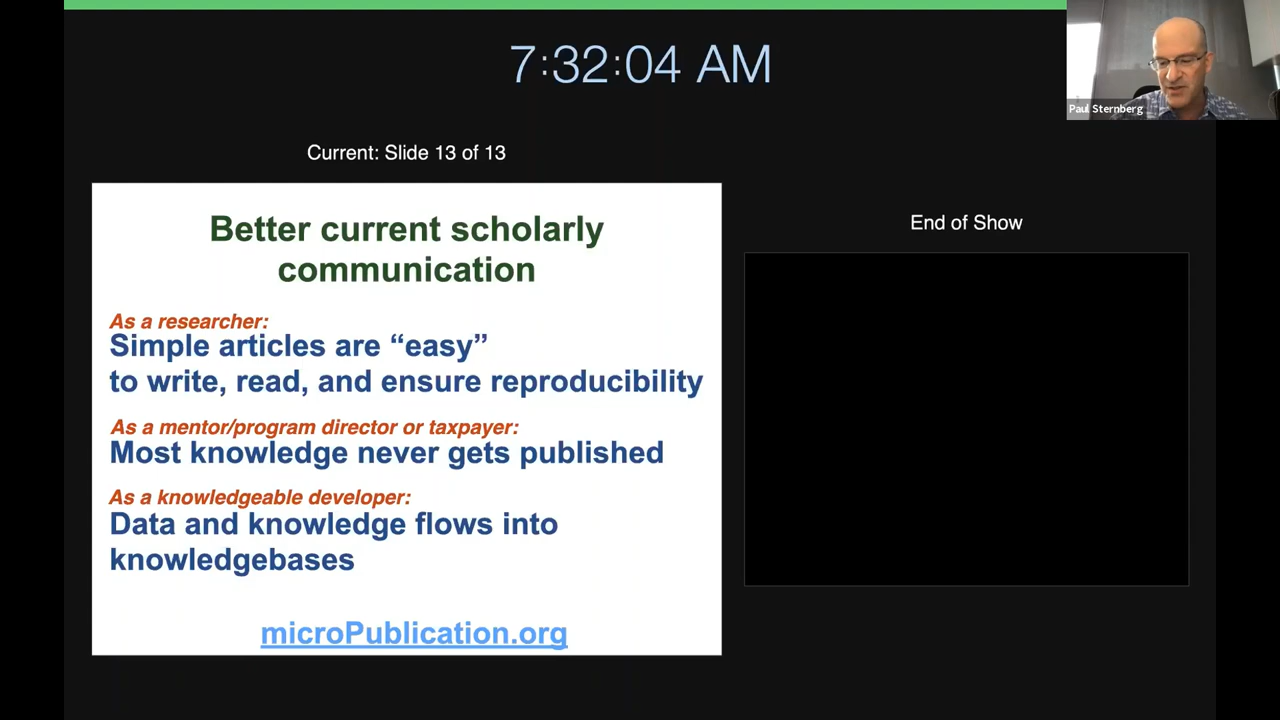 7:32:04 AM
Paul Sternberg
Current: Slide 13 of 13
Better current scholarly
communication
As a researcher:
Simple articles are “easy”
to write, read, and ensure reproducibility
As a mentor/program director or taxpayer:
Most knowledge never gets published
As a knowledgeable developer:
Data and knowledge flows into
knowledgebases
microPublication.org
End of Show